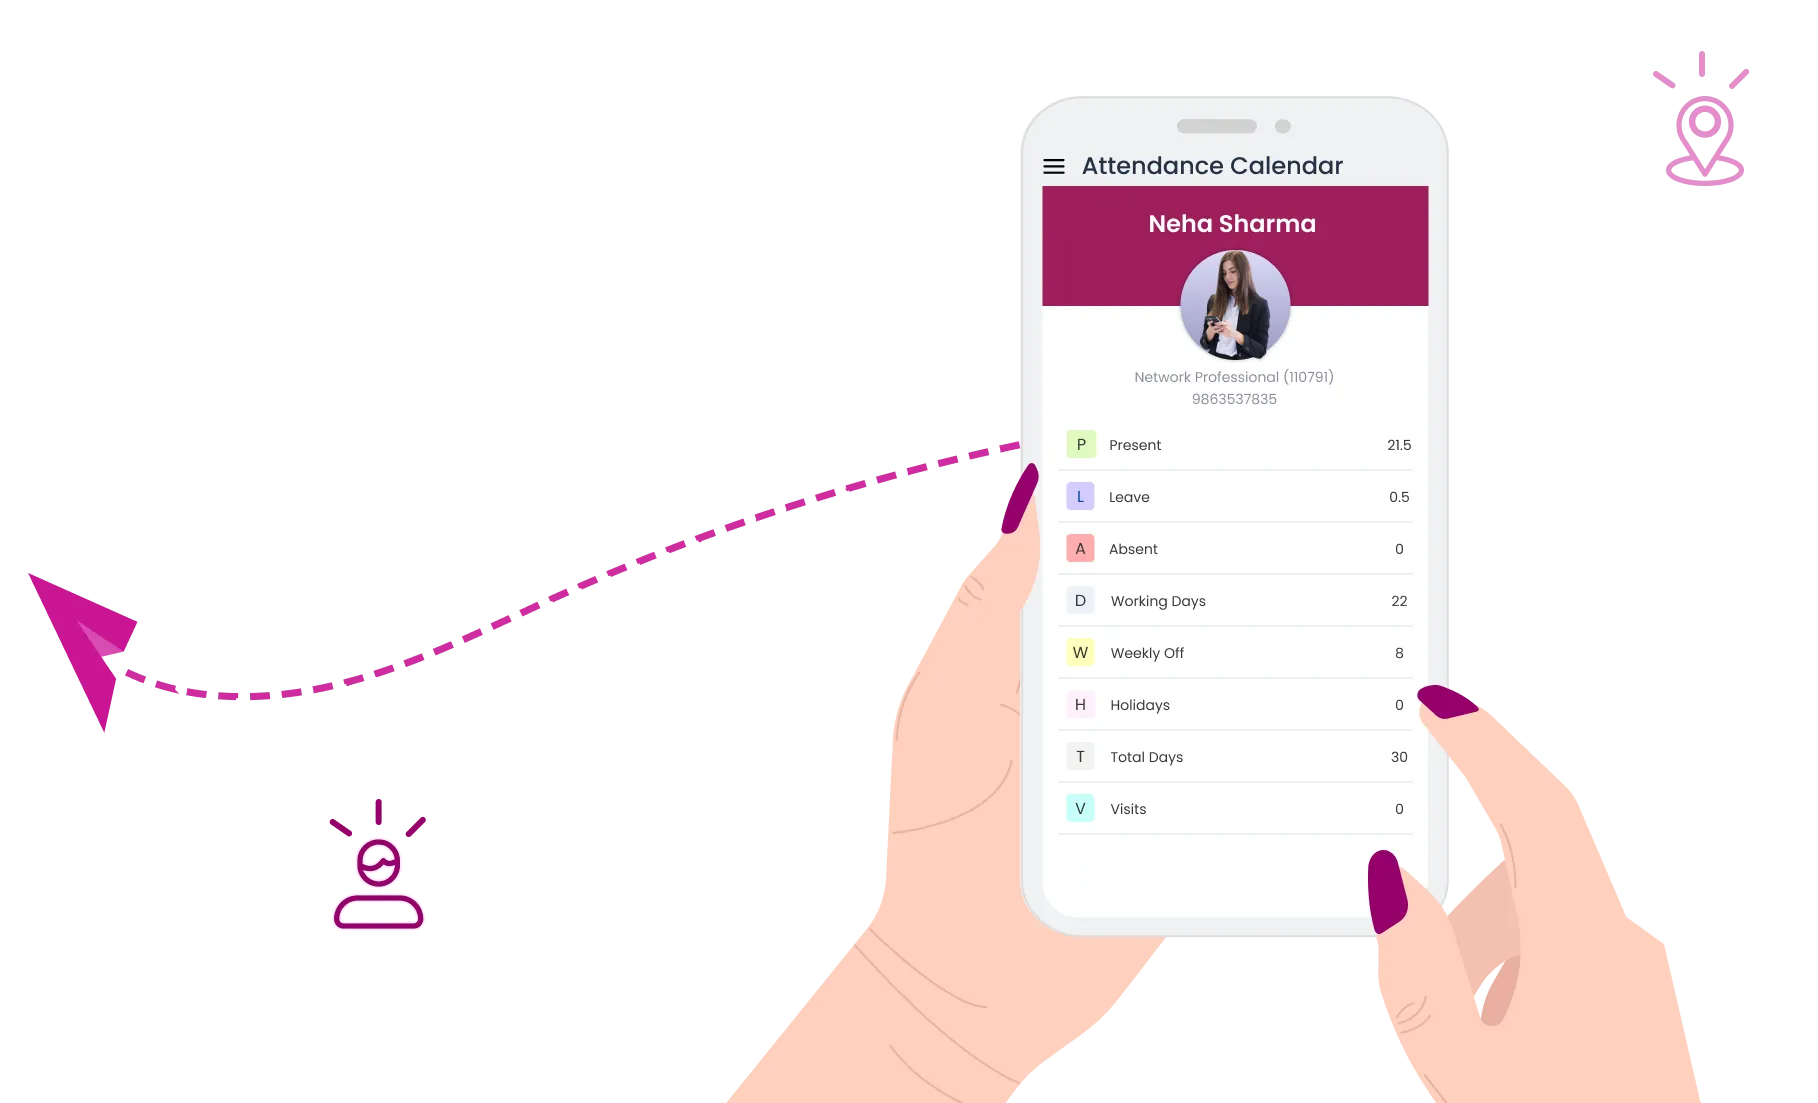 Attendance Calendar
Neha Sharma
Network Professional (110791)
9863537835
P Present 21.5
L Leave 0.5
A Absent 0
D Working Days 22
W Weekly Off 8
H Holidays 0
T Total Days 30
V Visits 0